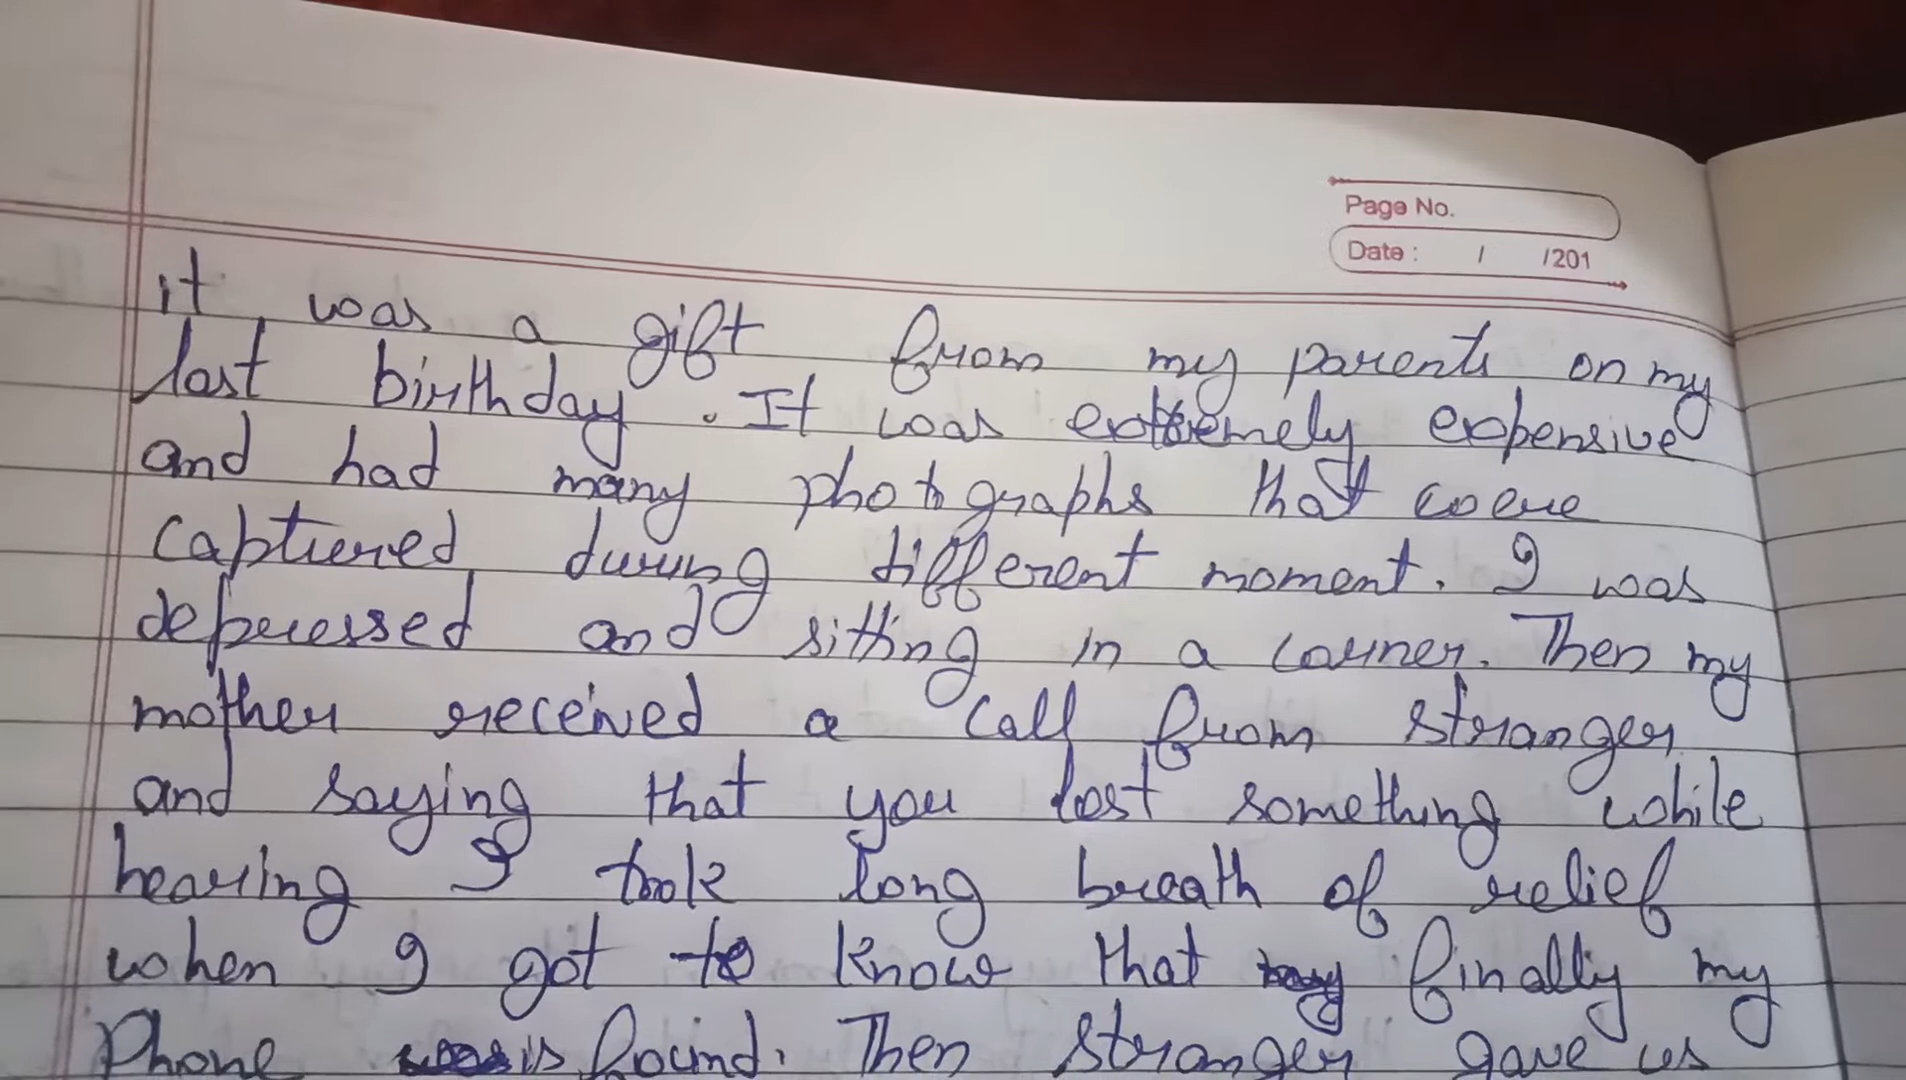 Page No.
Date : / /201
it was a gift from my parents on my
last birthday. It was extremely expensive
and had many photographs that were
captured during different moment. I was
depressed and sitting in a corner. Then my
mother received a call from stranger
and saying that you lost something while
hearing I took long breath of relief
when I got to know that finally my
Phone is found. Then stranger gave us